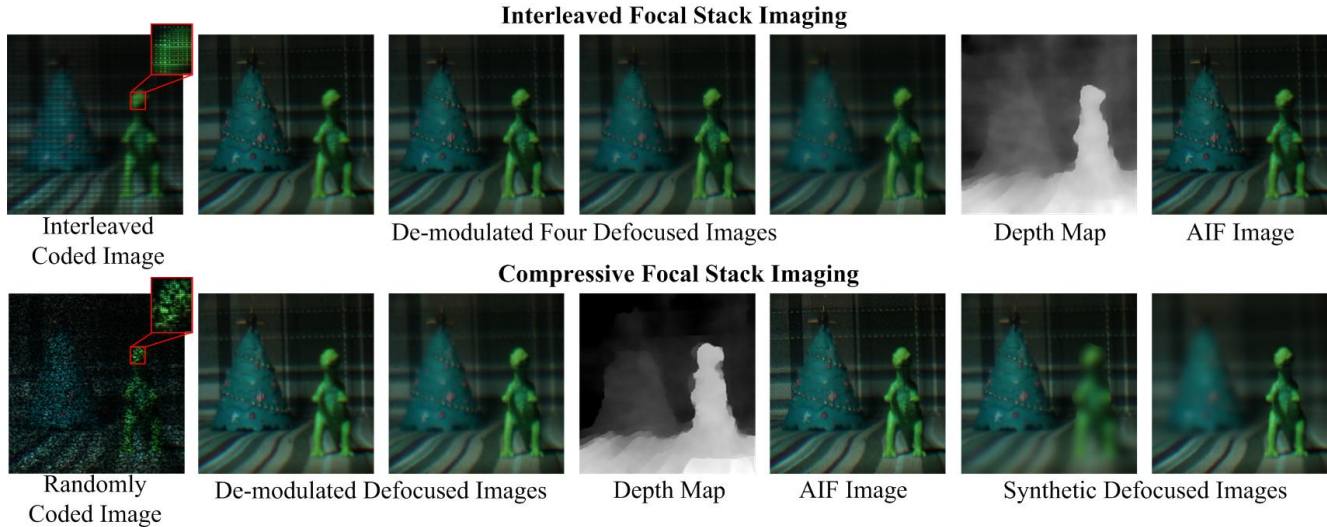 Interleaved Focal Stack Imaging
Interleaved
Coded Image
De-modulated Four Defocused Images
Depth Map
AIF Image
Compressive Focal Stack Imaging
Randomly
Coded Image
De-modulated Defocused Images
Depth Map
AIF Image
Synthetic Defocused Images